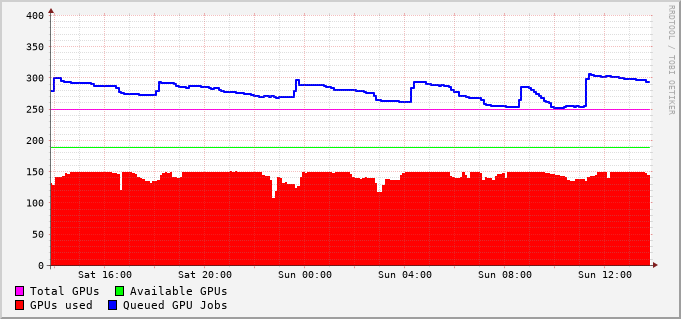 400
350
300
250
200
150
100
50
0
Sat 16:00 Sat 20:00 Sun 00:00 Sun 04:00 Sun 08:00 Sun 12:00
Total GPUs Available GPUs
GPUs used Queued GPU Jobs
RRDTOOL / TOBI OETIKER